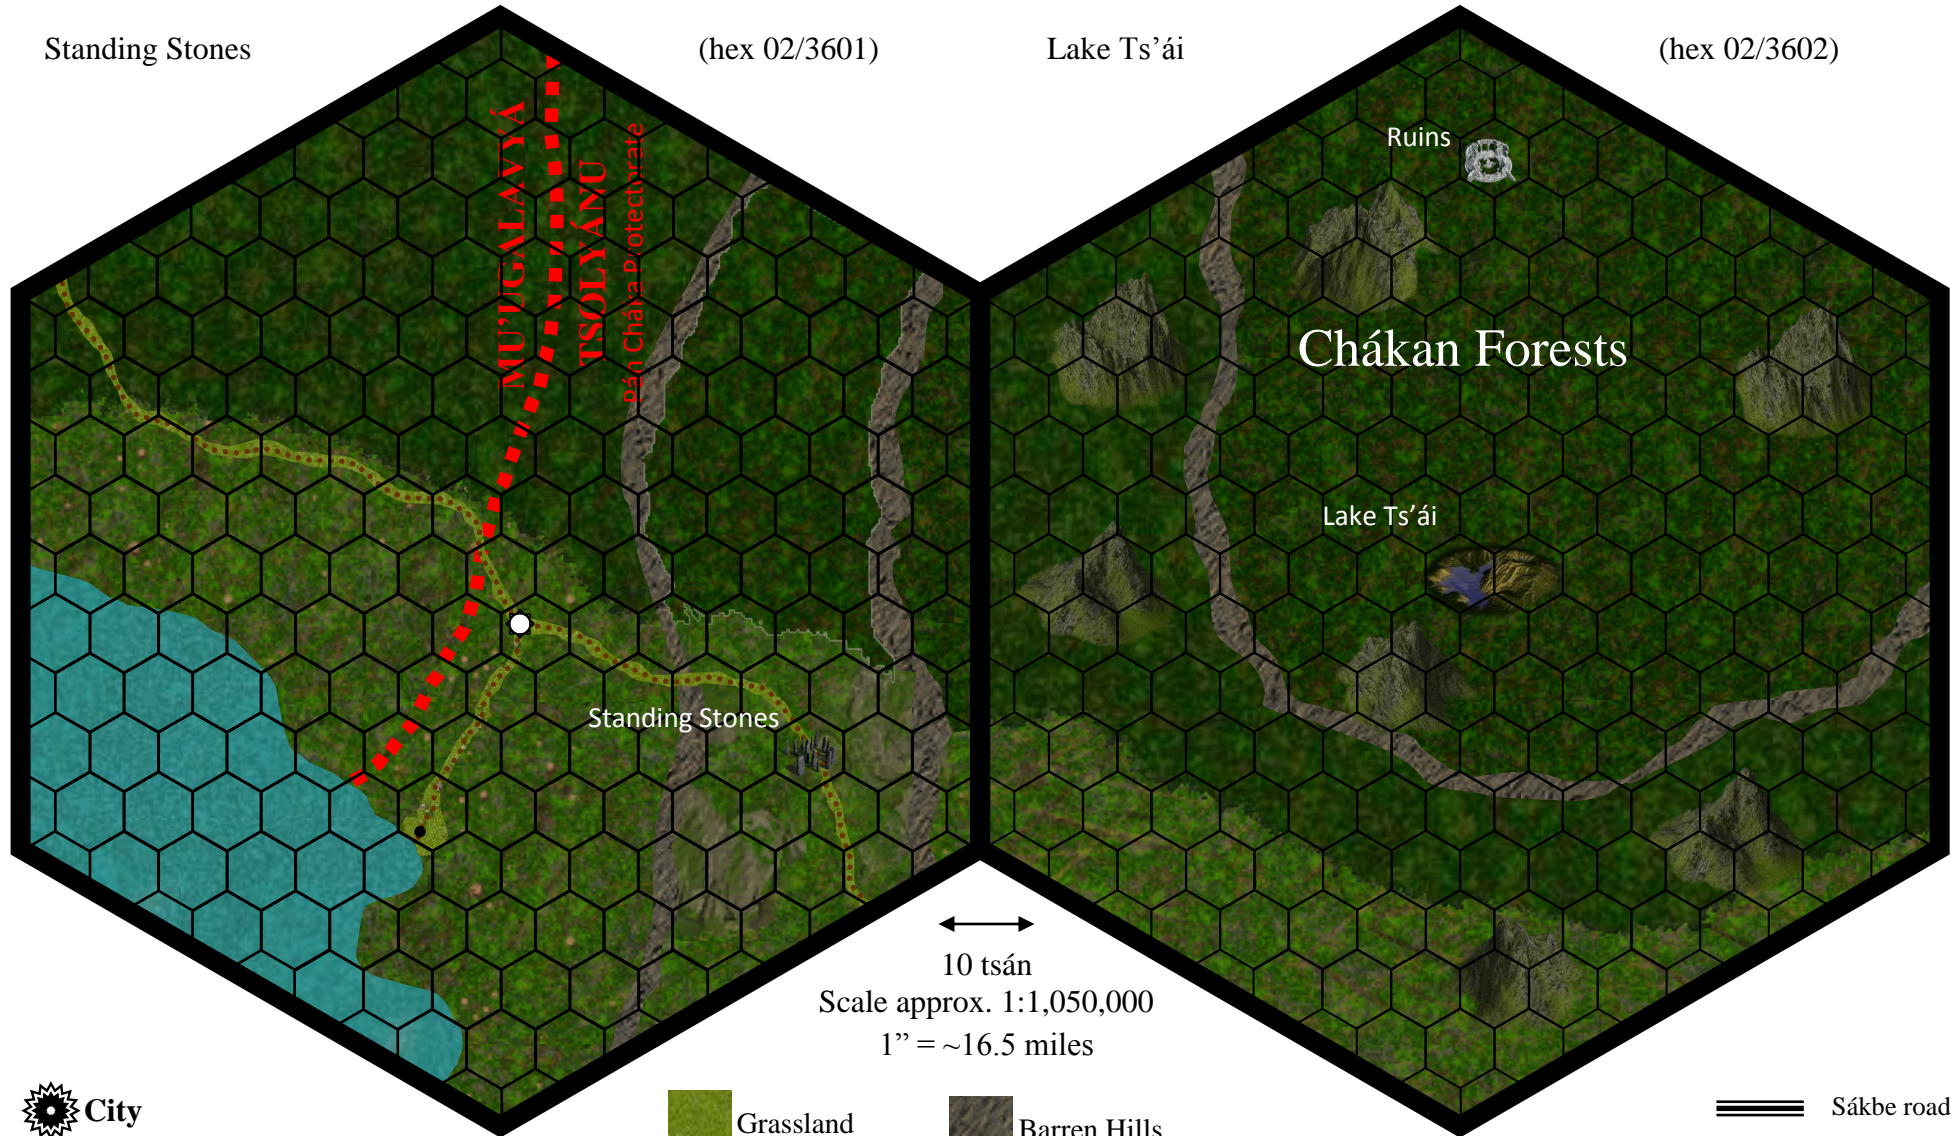 Standing Stones
(hex 02/3601)
Lake Ts’ái
(hex 02/3602)
MU’UGALAVYÁ
TSOLYÁNU
Pán Cháka Protectorate
Ruins
Chákan Forests
Lake Ts’ái
Standing Stones
10 tsán
Scale approx. 1:1,050,000
1” = ~16.5 miles
City
Grassland
Barren Hills
Sákbe road